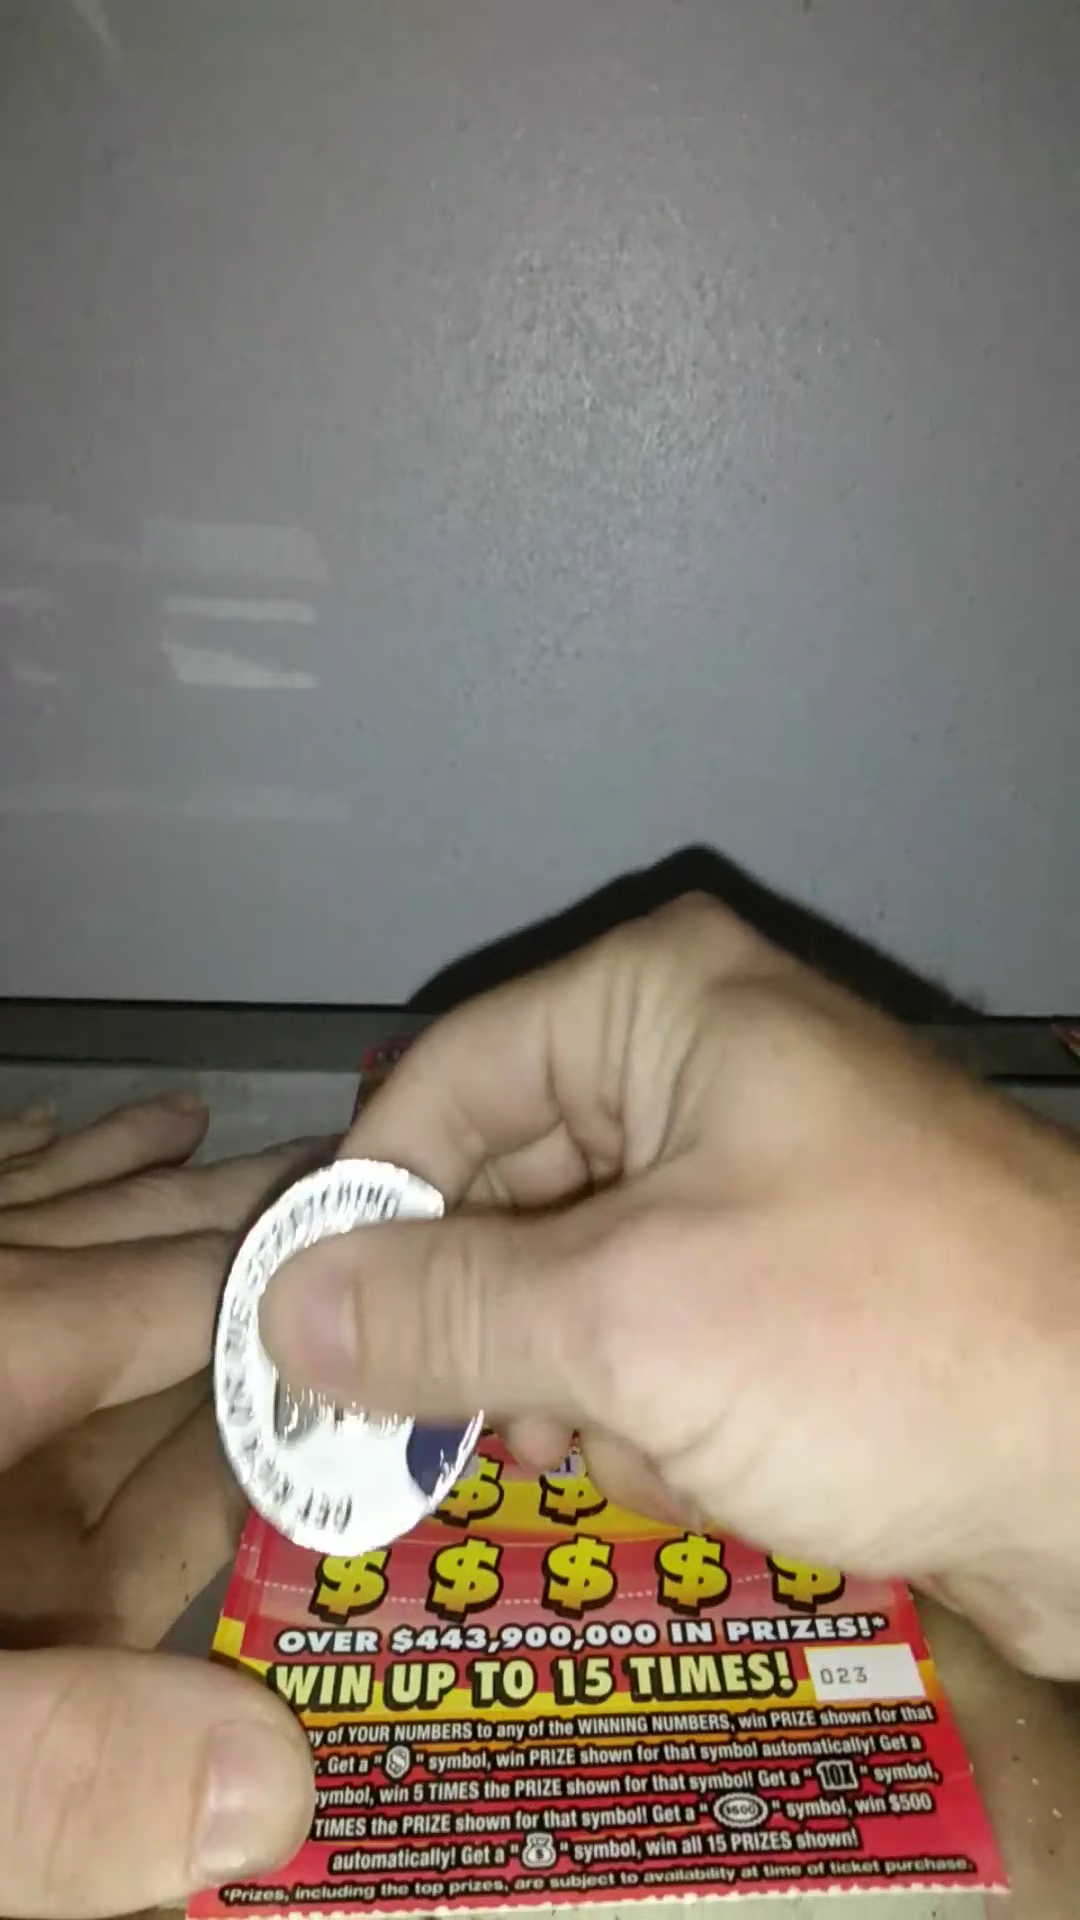 SCRATCHING
OVER $443,900,000 IN PRIZES!*
WIN UP TO 15 TIMES!
023
of YOUR NUMBERS to any of the WINNING NUMBERS, win PRIZE shown for that
Get a " $ " symbol, win PRIZE shown for that symbol automatically! Get a
symbol, win 5 TIMES the PRIZE shown for that symbol! Get a " 10X " symbol,
TIMES the PRIZE shown for that symbol! Get a " $500 " symbol, win $500
automatically! Get a " $ " symbol, win all 15 PRIZES shown!
*Prizes, including the top prizes, are subject to availability at time of ticket purchase.